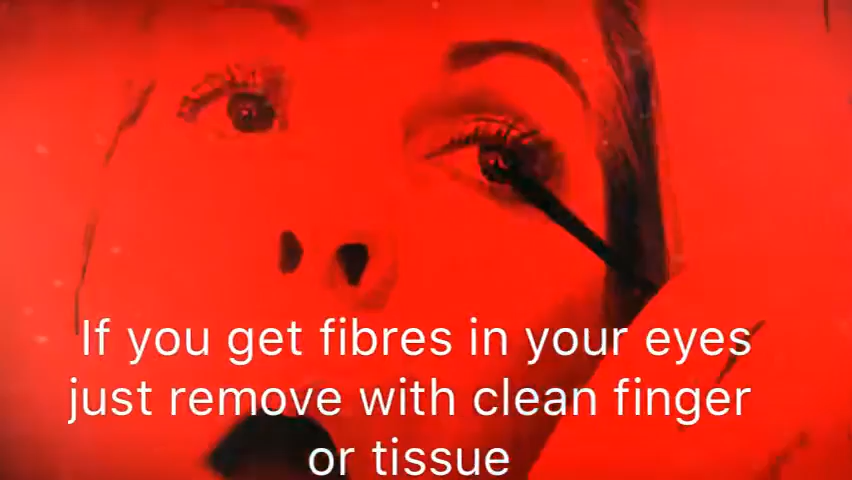 If you get fibres in your eyes
just remove with clean finger
or tissue